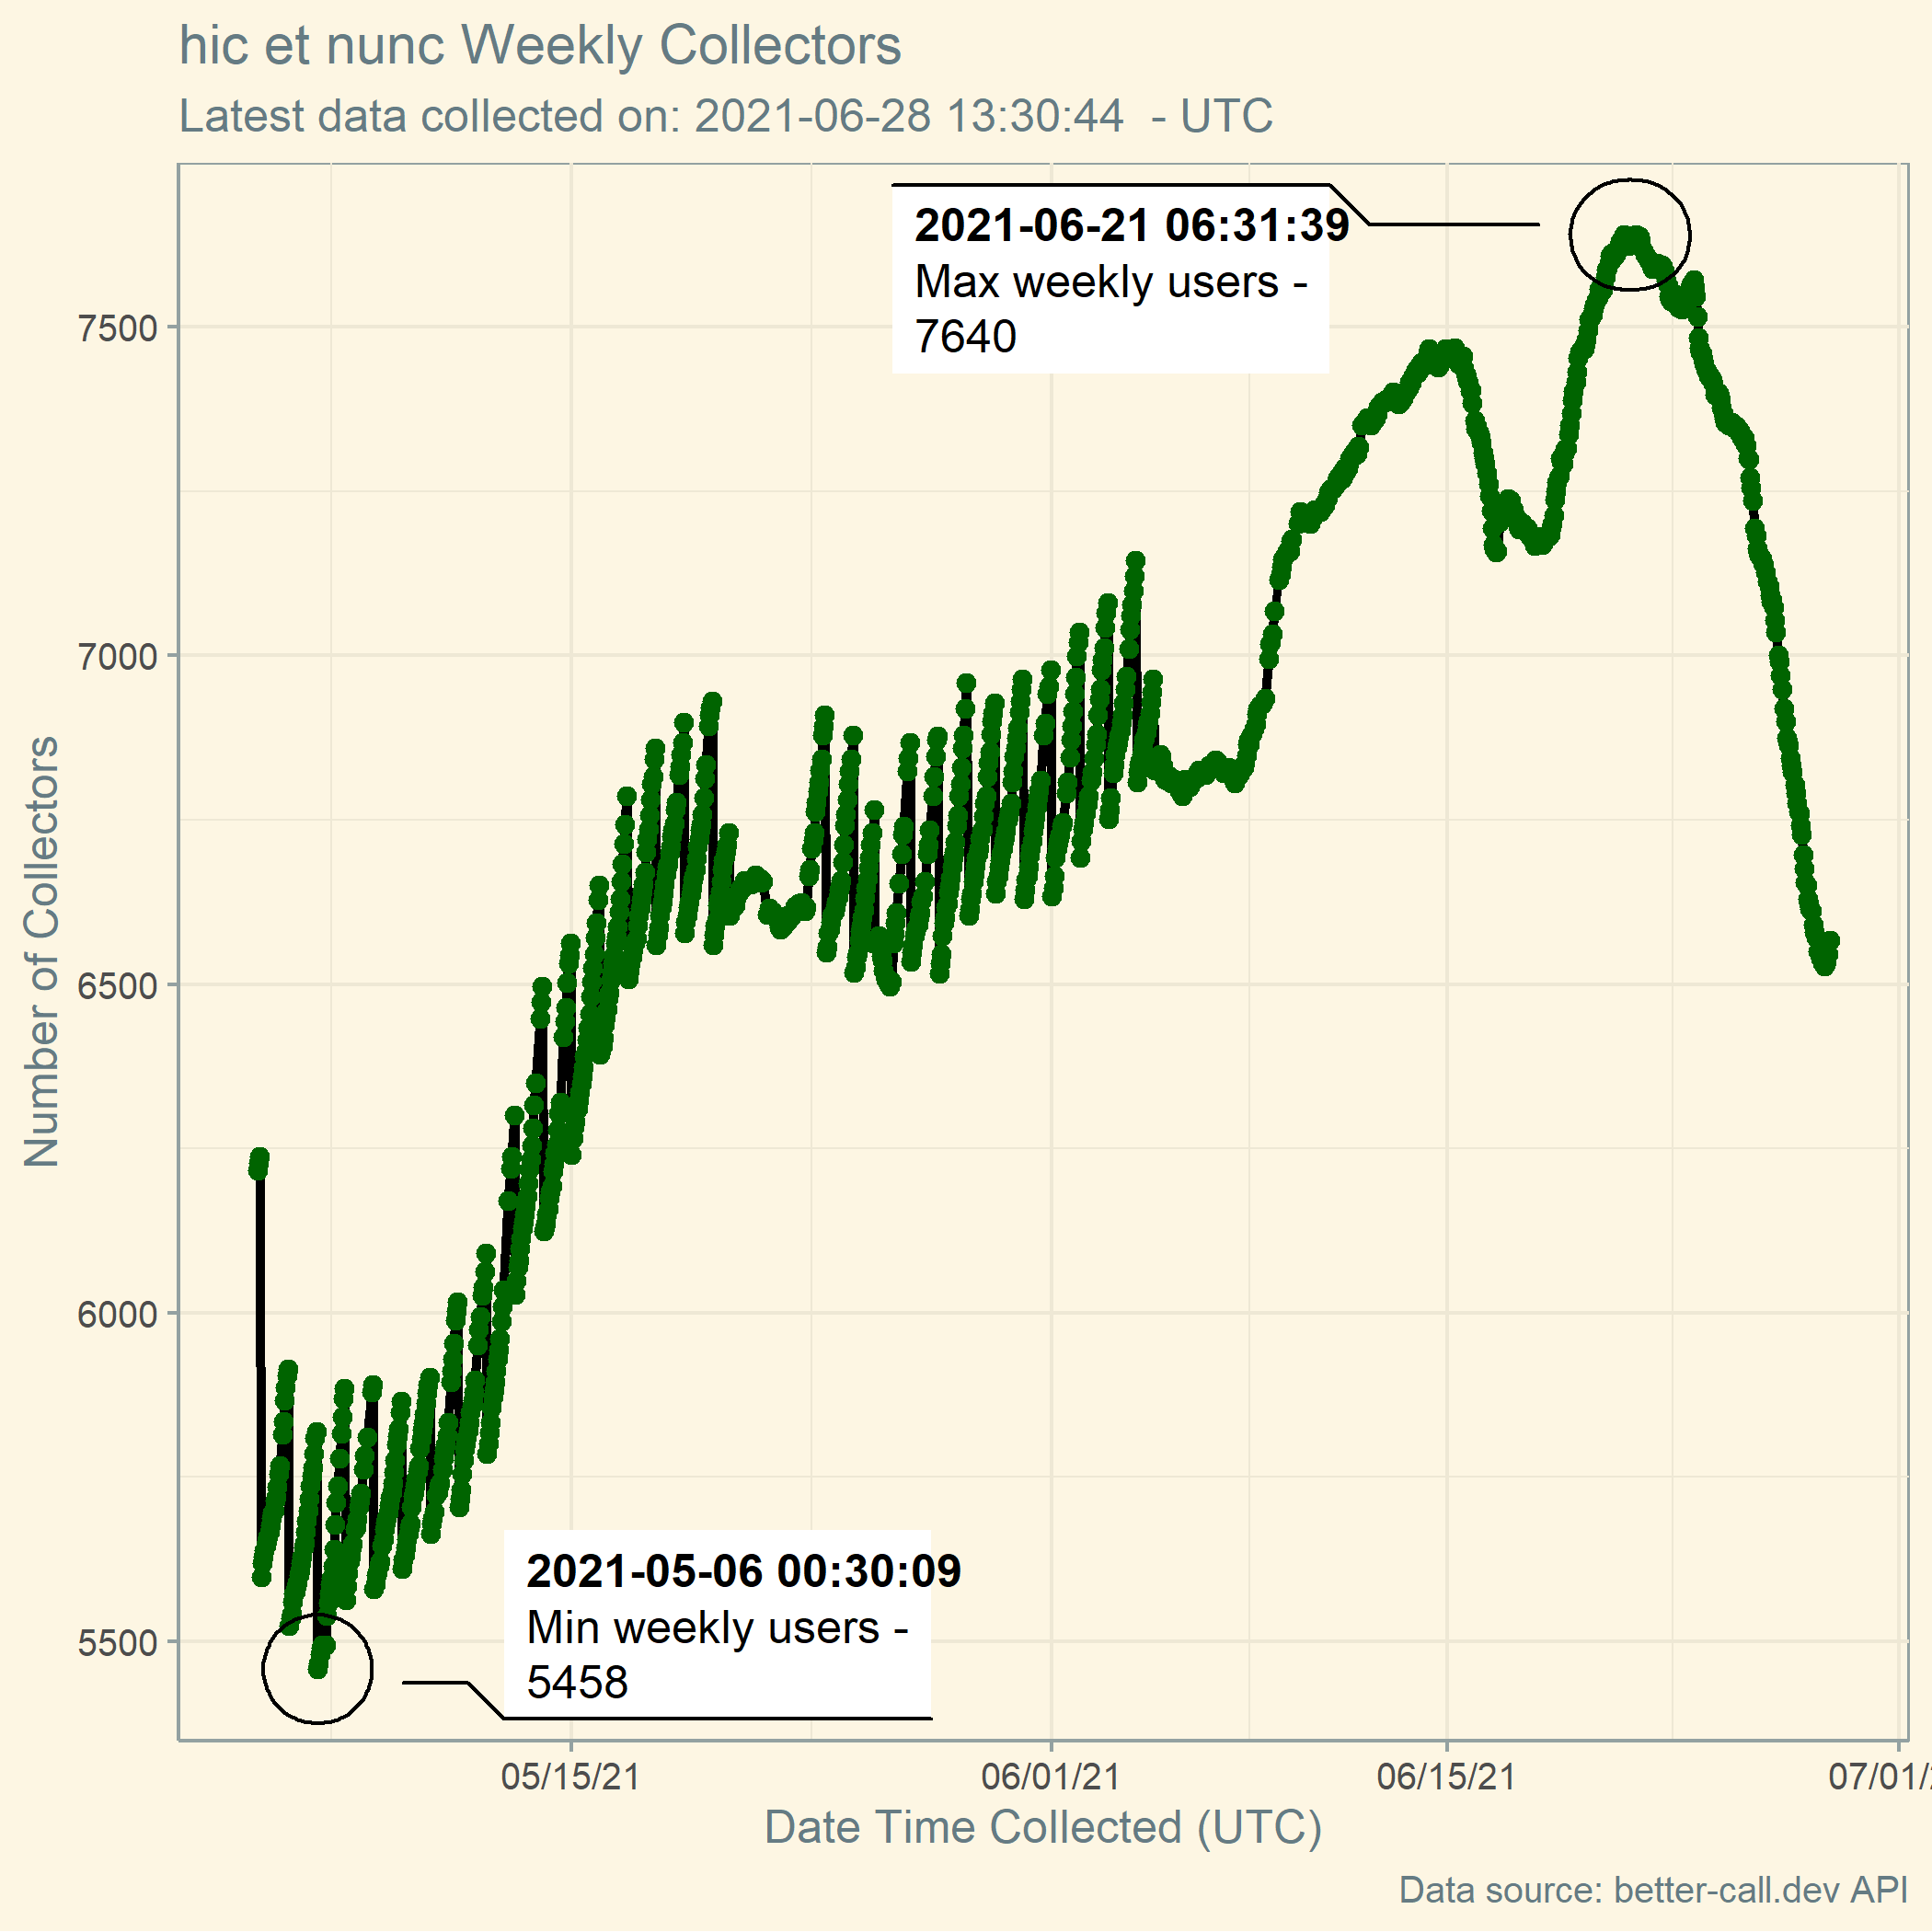 hic et nunc Weekly Collectors
Latest data collected on: 2021-06-28 13:30:44 - UTC
2021-06-21 06:31:39
Max weekly users -
7640
7500
7000
6500
6000
5500
Number of Collectors
2021-05-06 00:30:09
Min weekly users -
5458
05/15/21
06/01/21
06/15/21
07/01/2
Date Time Collected (UTC)
Data source: better-call.dev API